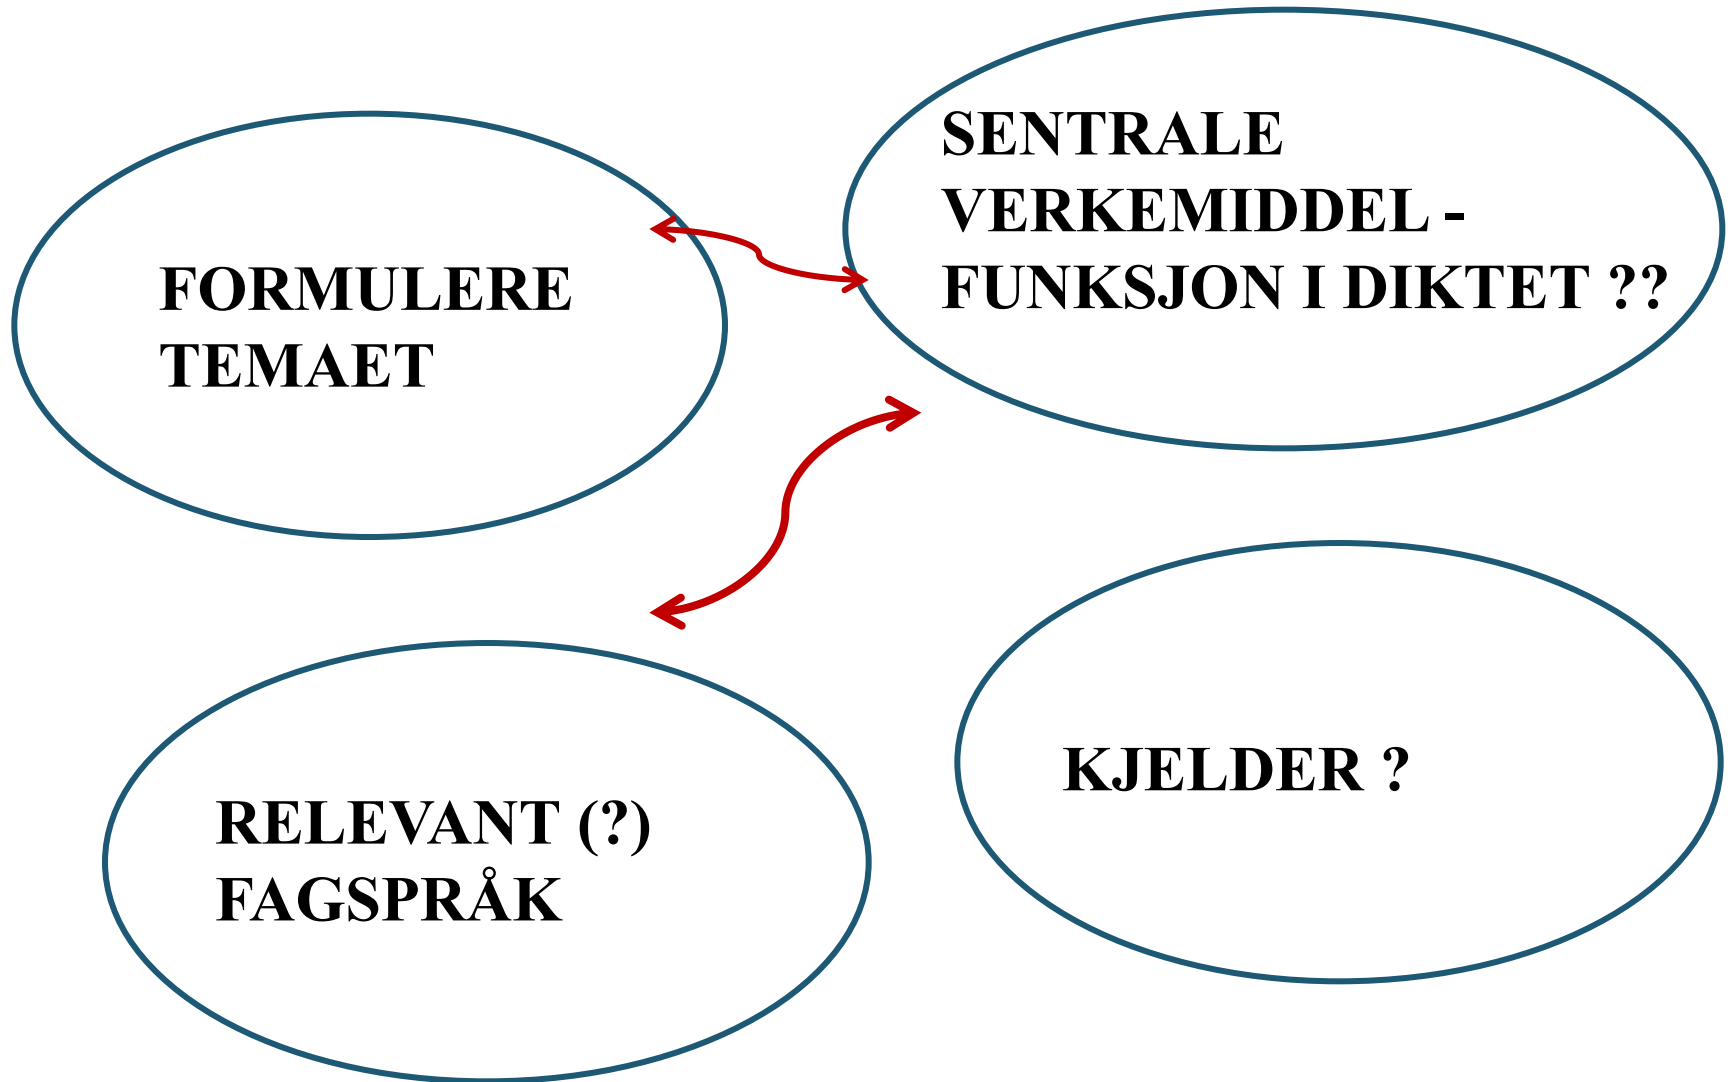 FORMULERE
TEMAET
SENTRALE
VERKEMIDDEL -
FUNKSJON I DIKTET ??
RELEVANT (?)
FAGSPRÅK
KJELDER ?